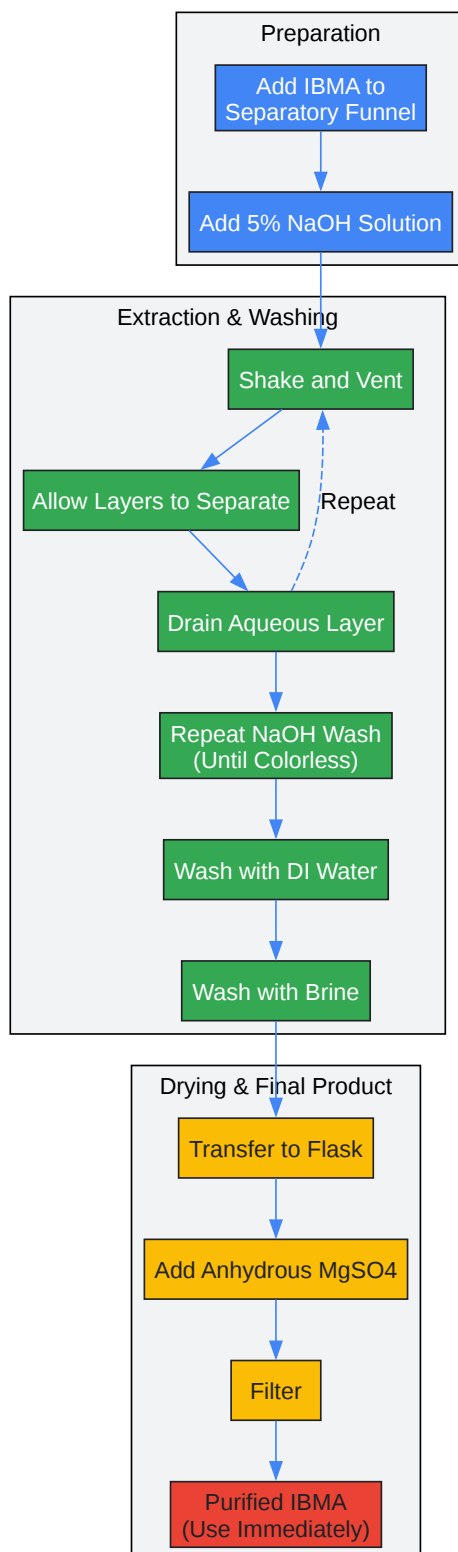 Preparation
Add IBMA to
Separatory Funnel
Add 5% NaOH Solution
Extraction & Washing
Shake and Vent
Allow Layers to Separate
Repeat
Drain Aqueous Layer
Repeat NaOH Wash
(Until Colorless)
Wash with DI Water
Wash with Brine
Drying & Final Product
Transfer to Flask
Add Anhydrous MgSO4
Filter
Purified IBMA
(Use Immediately)